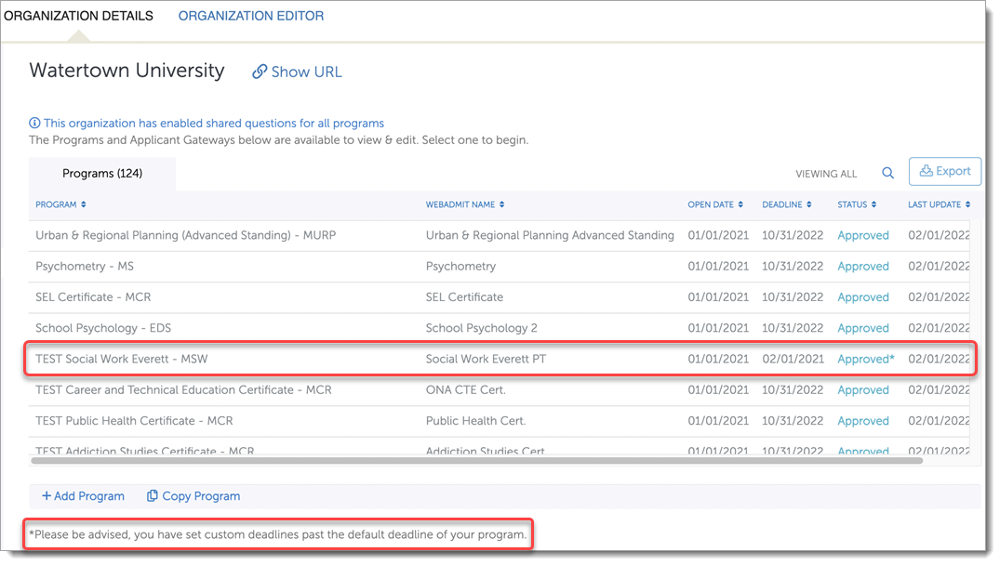 ORGANIZATION DETAILS ORGANIZATION EDITOR
Watertown University Show URL
This organization has enabled shared questions for all programs
The Programs and Applicant Gateways below are available to view & edit. Select one to begin.
Programs (124) VIEWING ALL Export
PROGRAM WEBADMIT NAME OPEN DATE DEADLINE STATUS LAST UPDATE
Urban & Regional Planning (Advanced Standing) - MURP Urban & Regional Planning Advanced Standing 01/01/2021 10/31/2022 Approved 02/01/2022
Psychometry - MS Psychometry 01/01/2021 10/31/2022 Approved 02/01/2022
SEL Certificate - MCR SEL Certificate 01/01/2021 10/31/2022 Approved 02/01/2022
School Psychology - EDS School Psychology 2 01/01/2021 10/31/2022 Approved 02/01/2022
TEST Social Work Everett - MSW Social Work Everett PT 01/01/2021 02/01/2021 Approved* 02/01/2022
TEST Career and Technical Education Certificate - MCR ONA CTE Cert. 01/01/2021 10/31/2022 Approved 02/01/2022
TEST Public Health Certificate - MCR Public Health Cert. 01/01/2021 10/31/2022 Approved 02/01/2022
TEST Addiction Studies Certificate - MCR Addiction Studies Cert 01/01/2021 10/31/2022 Approved 02/01/2022
+ Add Program Copy Program
*Please be advised, you have set custom deadlines past the default deadline of your program.